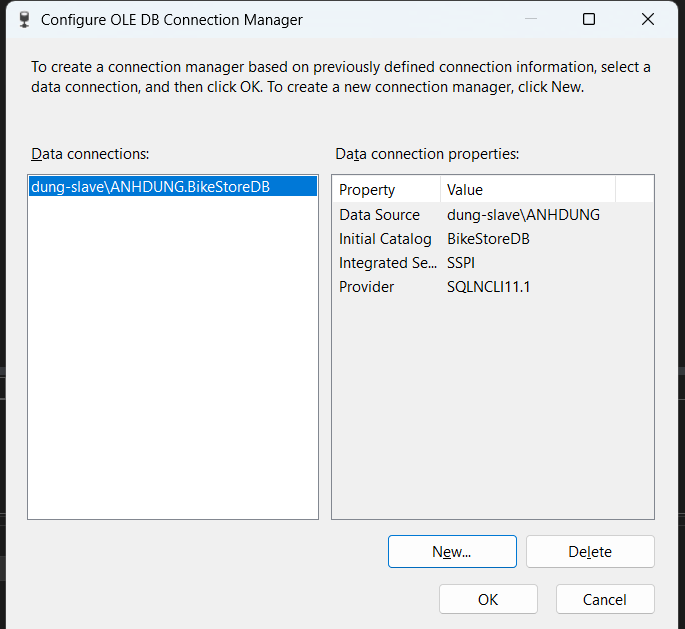 Configure OLE DB Connection Manager
To create a connection manager based on previously defined connection information, select a
data connection, and then click OK. To create a new connection manager, click New.
Data connections:
dung-slave\ANHDUNG.BikeStoreDB
Data connection properties:
Property Value
Data Source dung-slave\ANHDUNG
Initial Catalog BikeStoreDB
Integrated Se... SSPI
Provider SQLNCLI11.1
New...
Delete
OK
Cancel